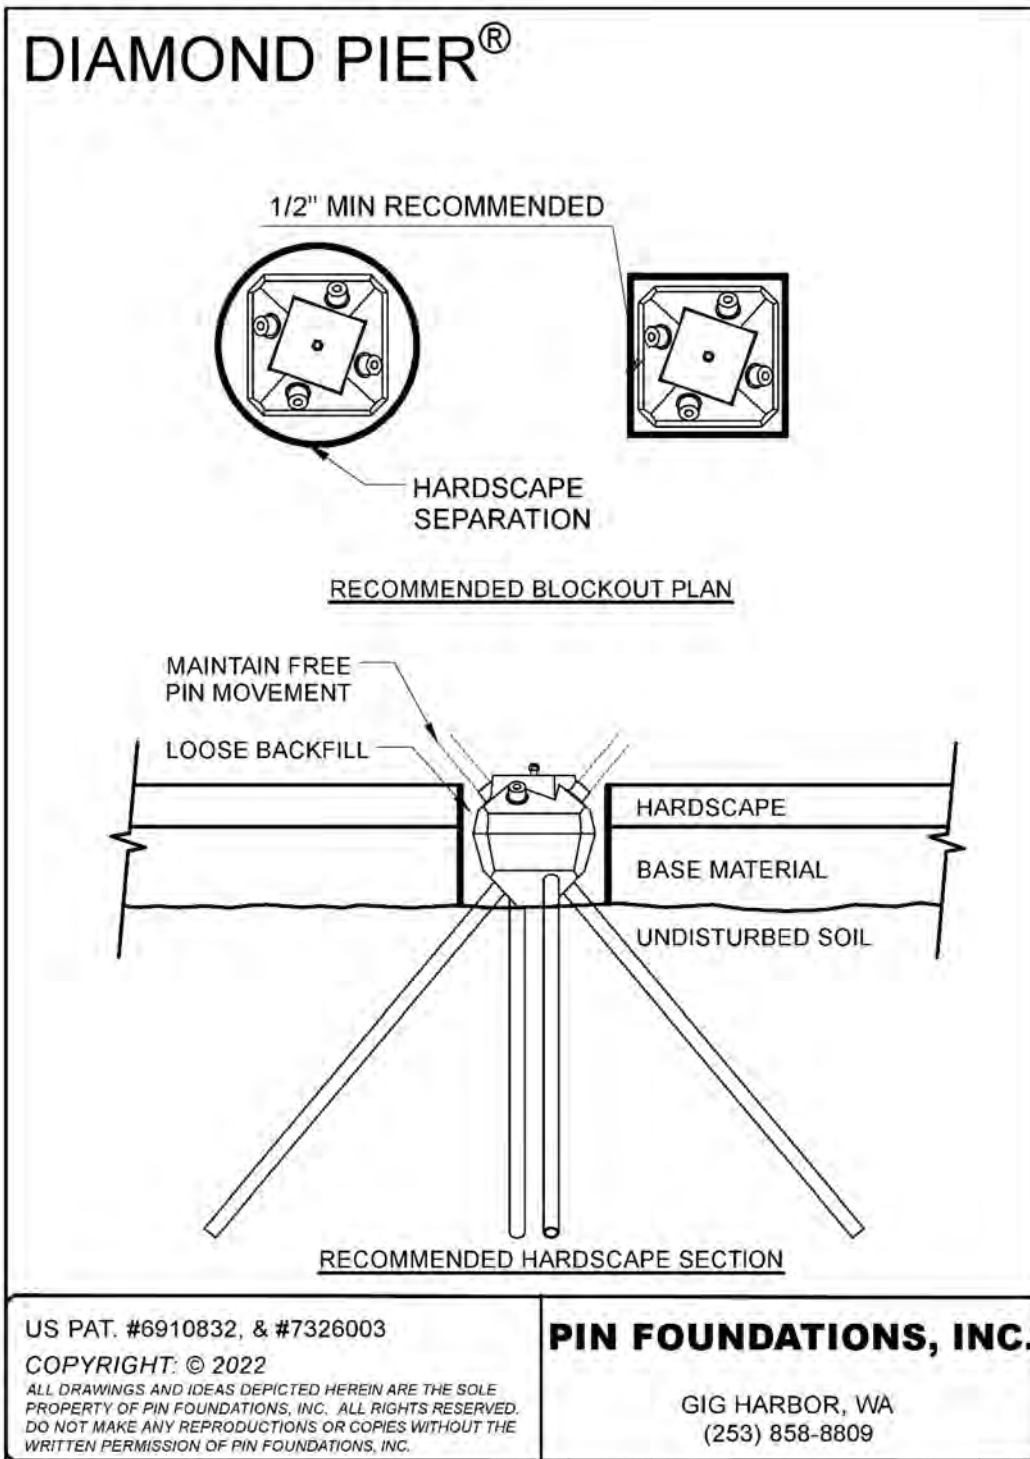 DIAMOND PIER®
1/2" MIN RECOMMENDED
HARDSCAPE
SEPARATION
RECOMMENDED BLOCKOUT PLAN
MAINTAIN FREE
PIN MOVEMENT
LOOSE BACKFILL
HARDSCAPE
BASE MATERIAL
UNDISTURBED SOIL
RECOMMENDED HARDSCAPE SECTION
US PAT. #6910832, & #7326003
COPYRIGHT: © 2022
ALL DRAWINGS AND IDEAS DEPICTED HEREIN ARE THE SOLE
PROPERTY OF PIN FOUNDATIONS, INC. ALL RIGHTS RESERVED.
DO NOT MAKE ANY REPRODUCTIONS OR COPIES WITHOUT THE
WRITTEN PERMISSION OF PIN FOUNDATIONS, INC.
PIN FOUNDATIONS, INC.
GIG HARBOR, WA
(253) 858-8809